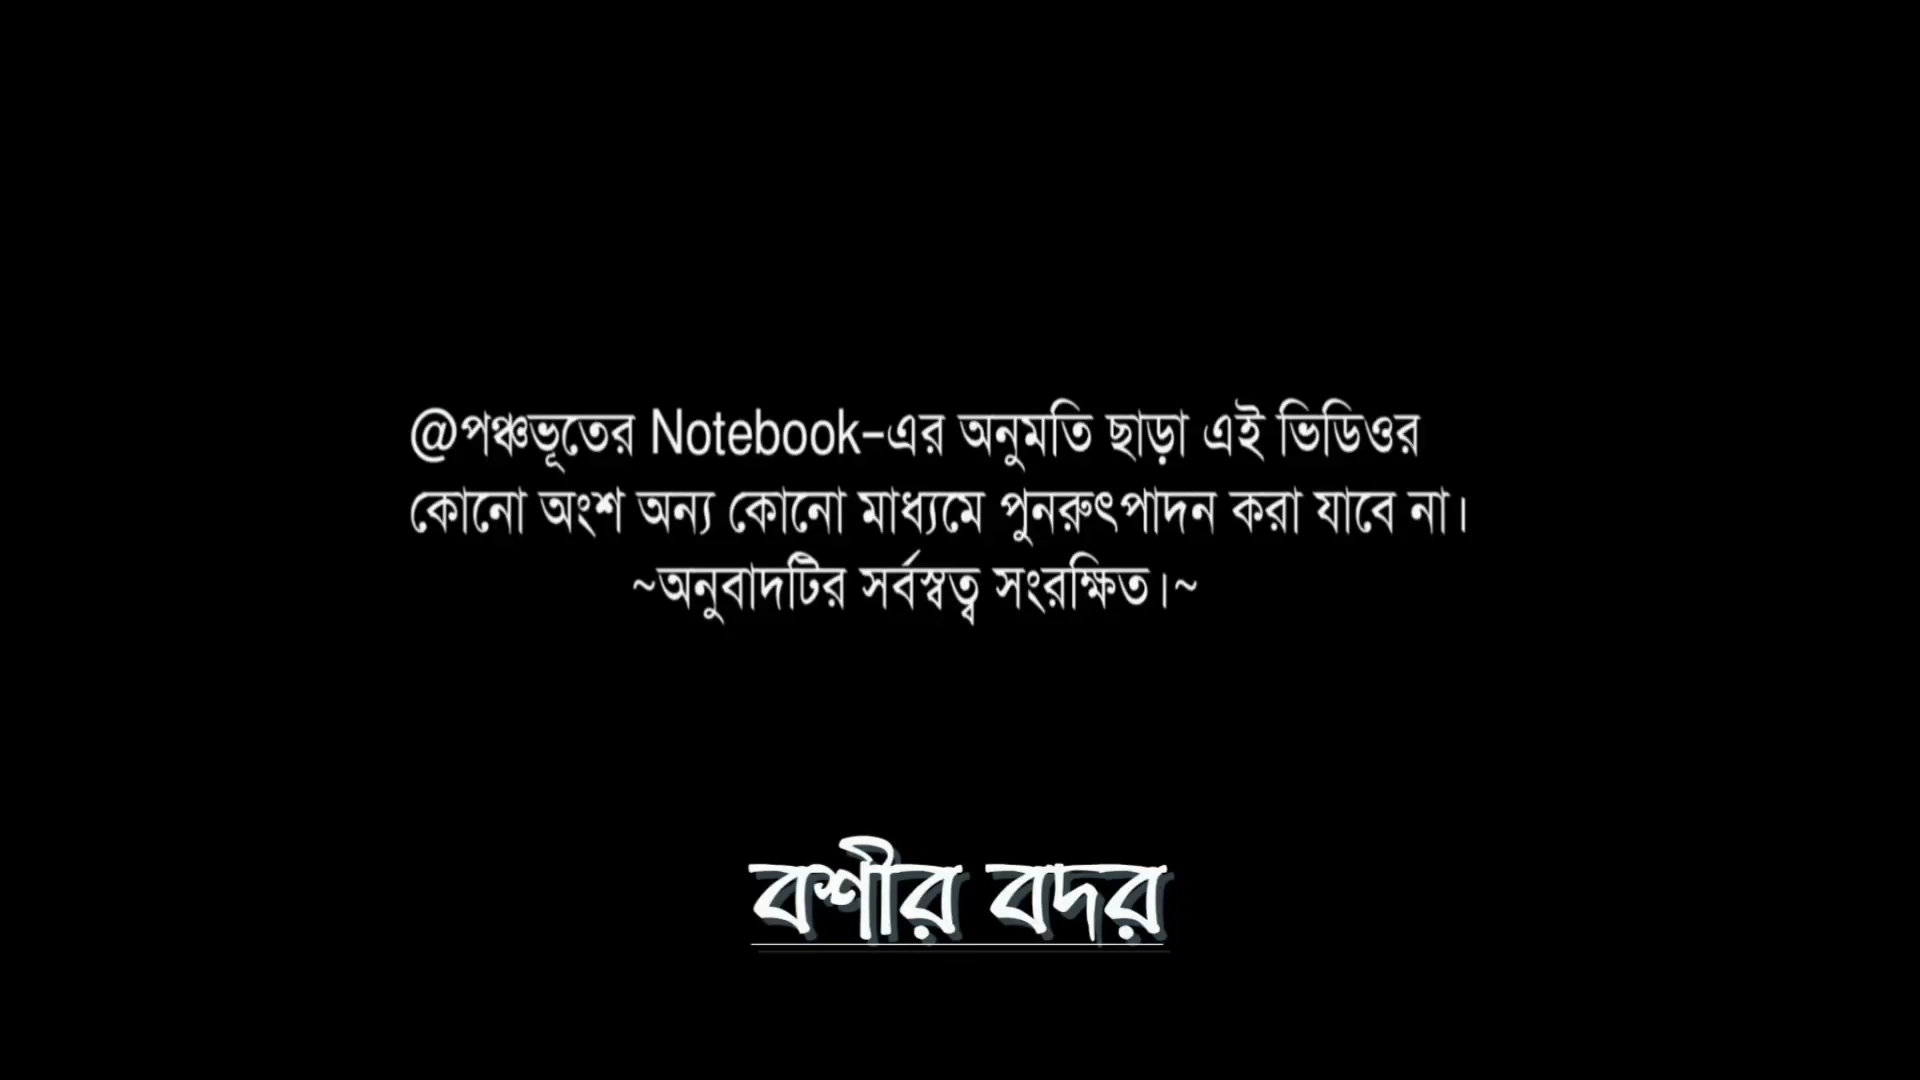 @পঞ্চভূতের Notebook-এর অনুমতি ছাড়া এই ভিডিওর
কোনো অংশ অন্য কোনো মাধ্যমে পুনরুৎপাদন করা যাবে না।
~অনুবাদটির সর্বস্বত্ব সংরক্ষিত।~
বশীর বদর